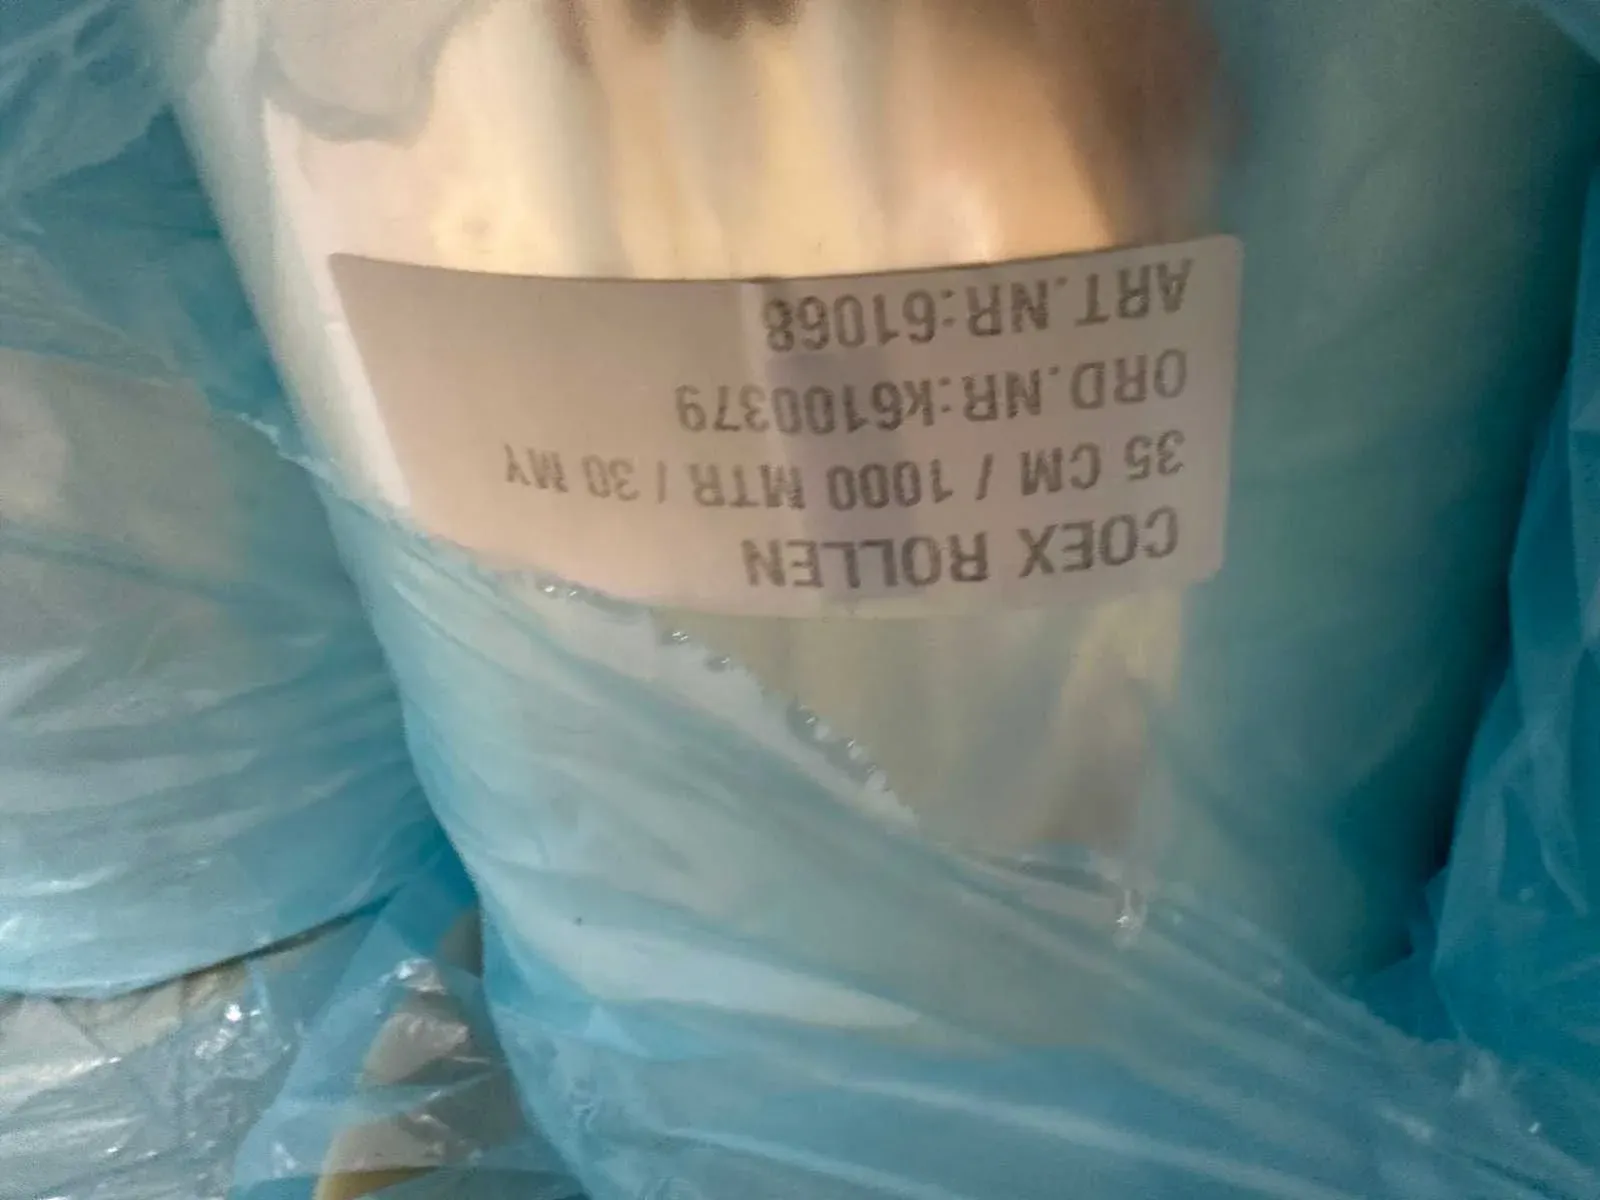 COEX ROLLEN
35 CM / 1000 MTR / 30 MY
ORD.NR:k6100379
ART.NR:61068